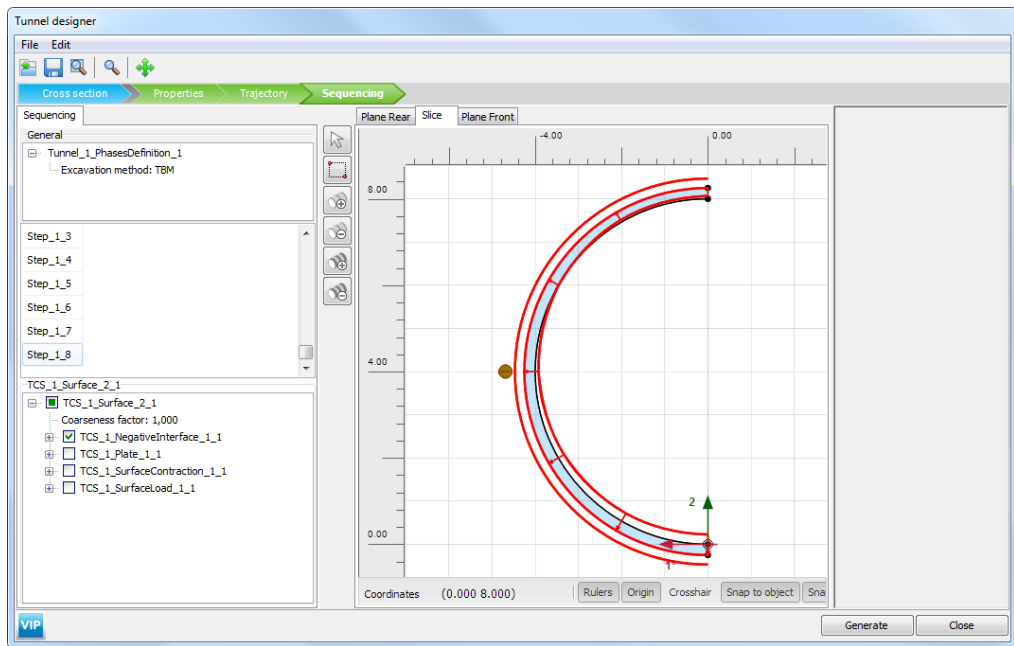 Tunnel designer
File Edit
Cross section Properties Trajectory Sequencing
Sequencing
General
Tunnel_1_PhasesDefinition_1
Excavation method: TBM
Step_1_3
Step_1_4
Step_1_5
Step_1_6
Step_1_7
Step_1_8
TCS_1_Surface_2_1
TCS_1_Surface_2_1
Coarseness factor: 1,000
TCS_1_NegativeInterface_1_1
TCS_1_Plate_1_1
TCS_1_SurfaceContraction_1_1
TCS_1_SurfaceLoad_1_1
Plane Rear Slice Plane Front
-4.00 0.00
8.00
4.00
0.00
2
1
Coordinates (0.000 8.000) Rulers Origin Crosshair Snap to object Sna
VIP Generate Close